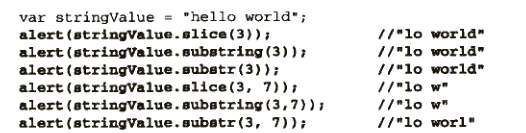 var stringValue = "hello world";
alert(stringValue.slice(3)); //"lo world"
alert(stringValue.substring(3)); //"lo world"
alert(stringValue.substr(3)); //"lo world"
alert(stringValue.slice(3, 7)); //"lo w"
alert(stringValue.substring(3,7)); //"lo w"
alert(stringValue.substr(3, 7)); //"lo worl"